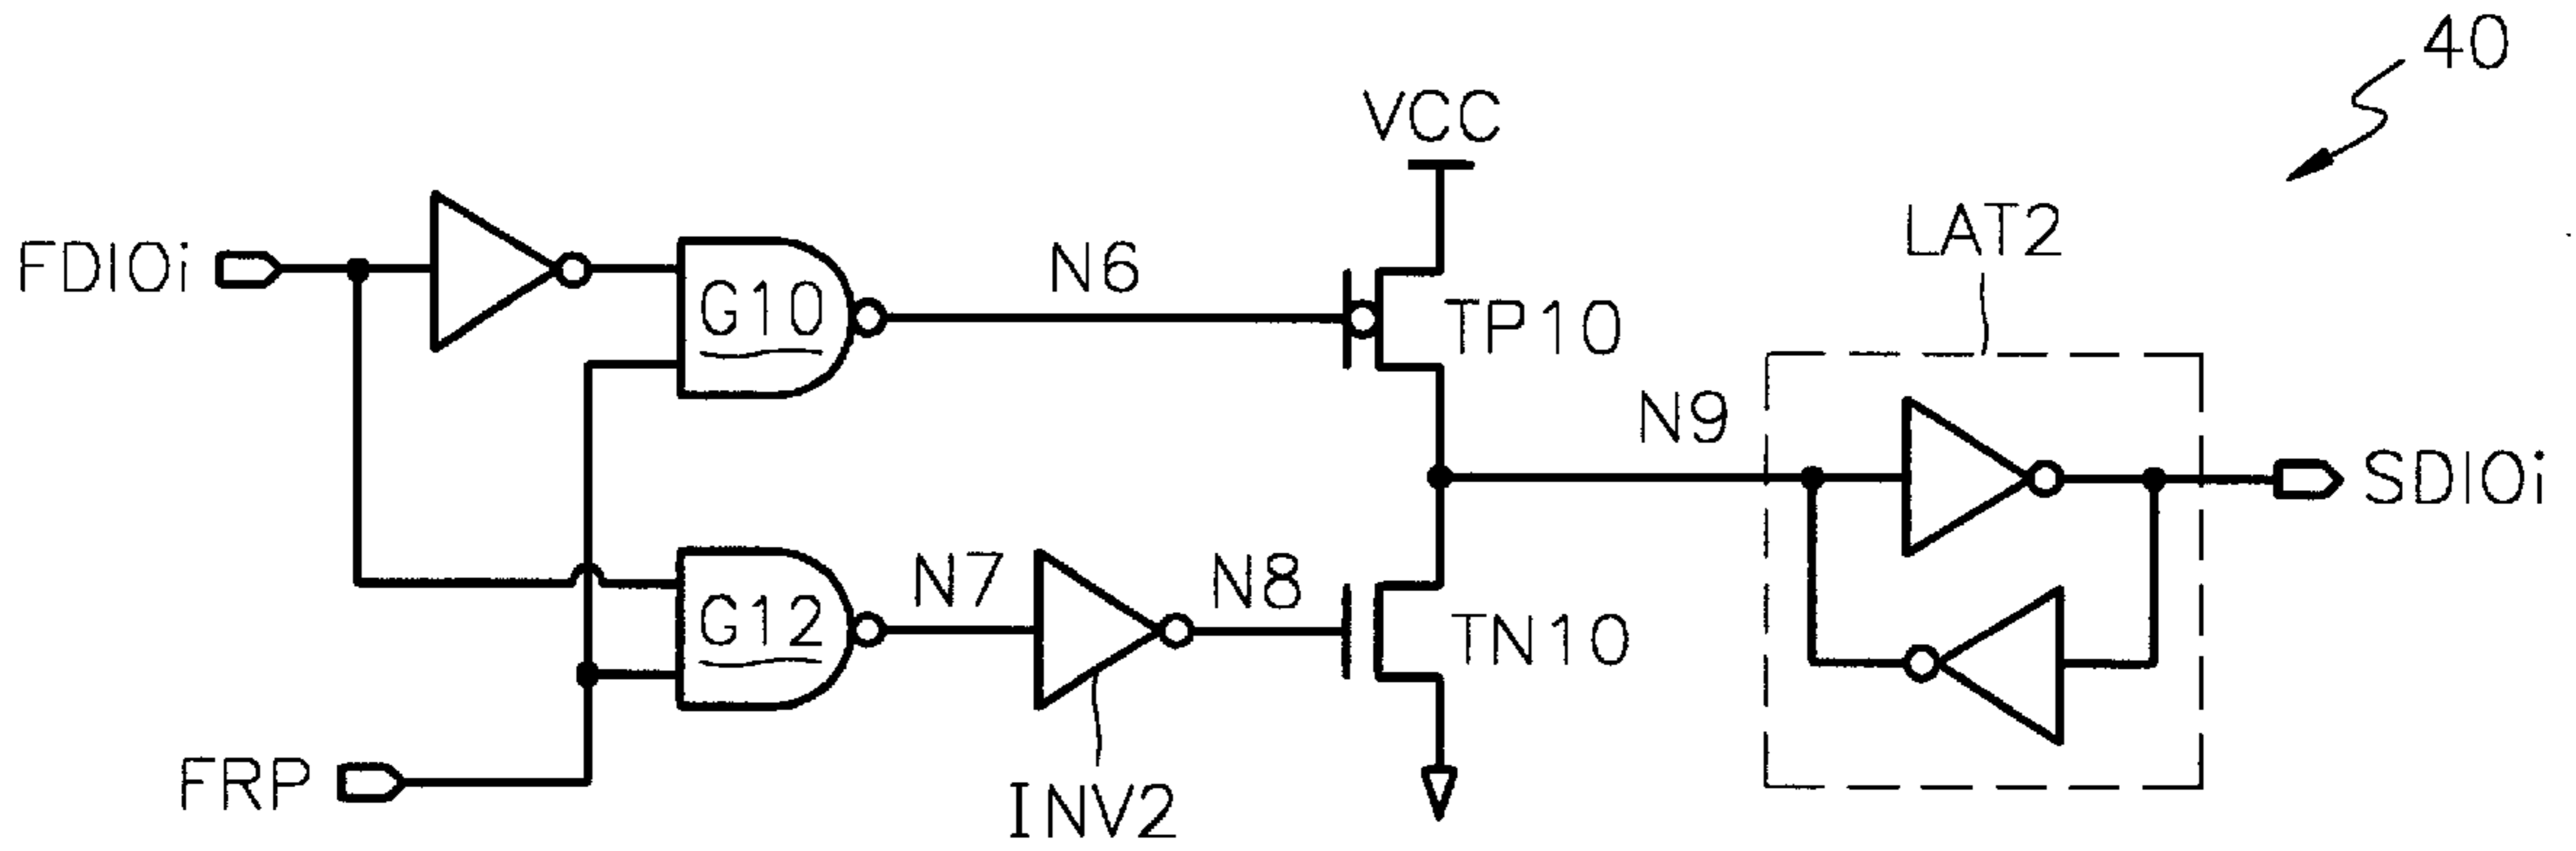 40
VCC
LAT2
FDIOi
N6
G10
TP10
N9
SDIOi
N7
N8
G12
TN10
FRP
INV2